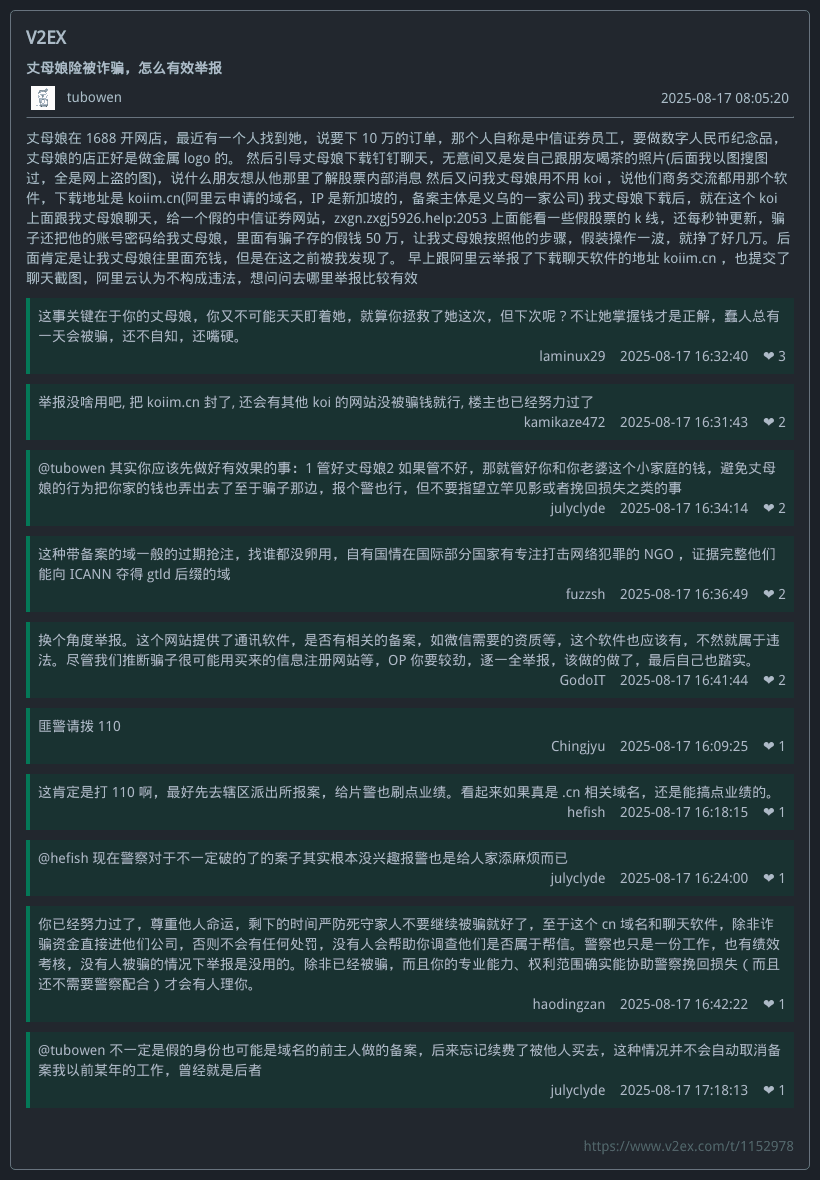 V2EX
丈母娘险被诈骗，怎么有效举报
tubowen 2025-08-17 08:05:20
丈母娘在 1688 开网店，最近有一个人找到她，说要下 10 万的订单，那个人自称是中信证券员工，要做数字人民币纪念品，
丈母娘的店正好是做金属 logo 的。 然后引导丈母娘下载钉钉聊天，无意间又是发自己跟朋友喝茶的照片(后面我以图搜图
过，全是网上盗的图)，说什么朋友想从他那里了解股票内部消息 然后又问我丈母娘用不用 koi ，说他们商务交流都用那个软
件，下载地址是 koiim.cn(阿里云申请的域名，IP 是新加坡的，备案主体是义乌的一家公司) 我丈母娘下载后，就在这个 koi
上面跟我丈母娘聊天，给一个假的中信证券网站，zxgn.zxgj5926.help:2053 上面能看一些假股票的 k 线，还每秒钟更新，骗
子还把他的账号密码给我丈母娘，里面有骗子存的假钱 50 万，让我丈母娘按照他的步骤，假装操作一波，就挣了好几万。后
面肯定是让我丈母娘往里面充钱，但是在这之前被我发现了。 早上跟阿里云举报了下载聊天软件的地址 koiim.cn ，也提交了
聊天截图，阿里云认为不构成违法，想问问去哪里举报比较有效
这事关键在于你的丈母娘，你又不可能天天盯着她，就算你拯救了她这次，但下次呢？不让她掌握钱才是正解，蠢人总有
一天会被骗，还不自知，还嘴硬。
laminux29 2025-08-17 16:32:40 ❤ 3
举报没啥用吧, 把 koiim.cn 封了, 还会有其他 koi 的网站没被骗钱就行, 楼主也已经努力过了
kamikaze472 2025-08-17 16:31:43 ❤ 2
@tubowen 其实你应该先做好有效果的事：1 管好丈母娘2 如果管不好，那就管好你和你老婆这个小家庭的钱，避免丈母
娘的行为把你家的钱也弄出去了至于骗子那边，报个警也行，但不要指望立竿见影或者挽回损失之类的事
julyclyde 2025-08-17 16:34:14 ❤ 2
这种带备案的域一般的过期抢注，找谁都没卵用，自有国情在国际部分国家有专注打击网络犯罪的 NGO ，证据完整他们
能向 ICANN 夺得 gtld 后缀的域
fuzzsh 2025-08-17 16:36:49 ❤ 2
换个角度举报。这个网站提供了通讯软件，是否有相关的备案，如微信需要的资质等，这个软件也应该有，不然就属于违
法。尽管我们推断骗子很可能用买来的信息注册网站等，OP 你要较劲，逐一全举报，该做的做了，最后自己也踏实。
GodoIT 2025-08-17 16:41:44 ❤ 2
匪警请拨 110
Chingjyu 2025-08-17 16:09:25 ❤ 1
这肯定是打 110 啊，最好先去辖区派出所报案，给片警也刷点业绩。看起来如果真是 .cn 相关域名，还是能搞点业绩的。
hefish 2025-08-17 16:18:15 ❤ 1
@hefish 现在警察对于不一定破的了的案子其实根本没兴趣报警也是给人家添麻烦而已
julyclyde 2025-08-17 16:24:00 ❤ 1
你已经努力过了，尊重他人命运，剩下的时间严防死守家人不要继续被骗就好了，至于这个 cn 域名和聊天软件，除非诈
骗资金直接进他们公司，否则不会有任何处罚，没有人会帮助你调查他们是否属于帮信。警察也只是一份工作，也有绩效
考核，没有人被骗的情况下举报是没用的。除非已经被骗，而且你的专业能力、权利范围确实能协助警察挽回损失（而且
还不需要警察配合）才会有人理你。
haodingzan 2025-08-17 16:42:22 ❤ 1
@tubowen 不一定是假的身份也可能是域名的前主人做的备案，后来忘记续费了被他人买去，这种情况并不会自动取消备
案我以前某年的工作，曾经就是后者
julyclyde 2025-08-17 17:18:13 ❤ 1
https://www.v2ex.com/t/1152978